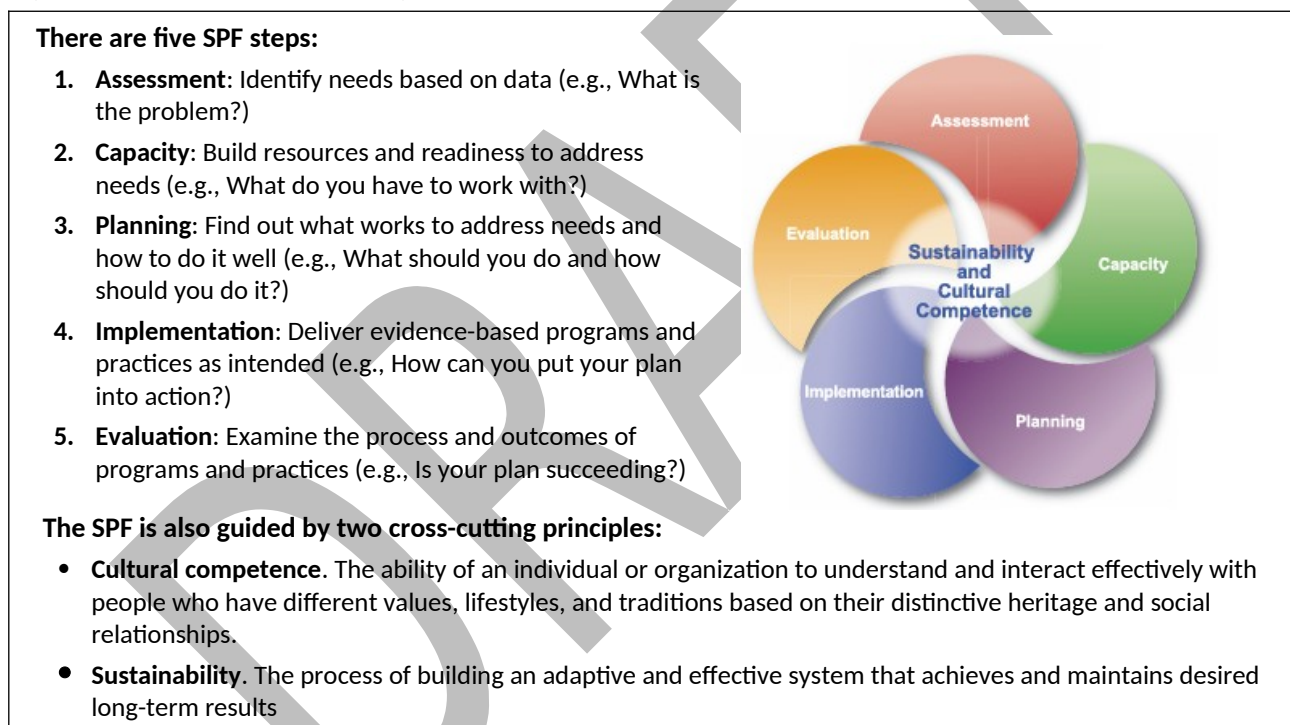 There are five SPF steps:
1. Assessment: Identify needs based on data (e.g., What is
the problem?)
2. Capacity: Build resources and readiness to address
needs (e.g., What do you have to work with?)
3. Planning: Find out what works to address needs and
how to do it well (e.g., What should you do and how
should you do it?)
4. Implementation: Deliver evidence-based programs and
practices as intended (e.g., How can you put your plan
into action?)
5. Evaluation: Examine the process and outcomes of
programs and practices (e.g., Is your plan succeeding?)
Assessment
Capacity
Planning
Implementation
Evaluation
Sustainability
and
Cultural
Competence
The SPF is also guided by two cross-cutting principles:
• Cultural competence. The ability of an individual or organization to understand and interact effectively with
people who have different values, lifestyles, and traditions based on their distinctive heritage and social
relationships.
• Sustainability. The process of building an adaptive and effective system that achieves and maintains desired
long-term results
DRAFT